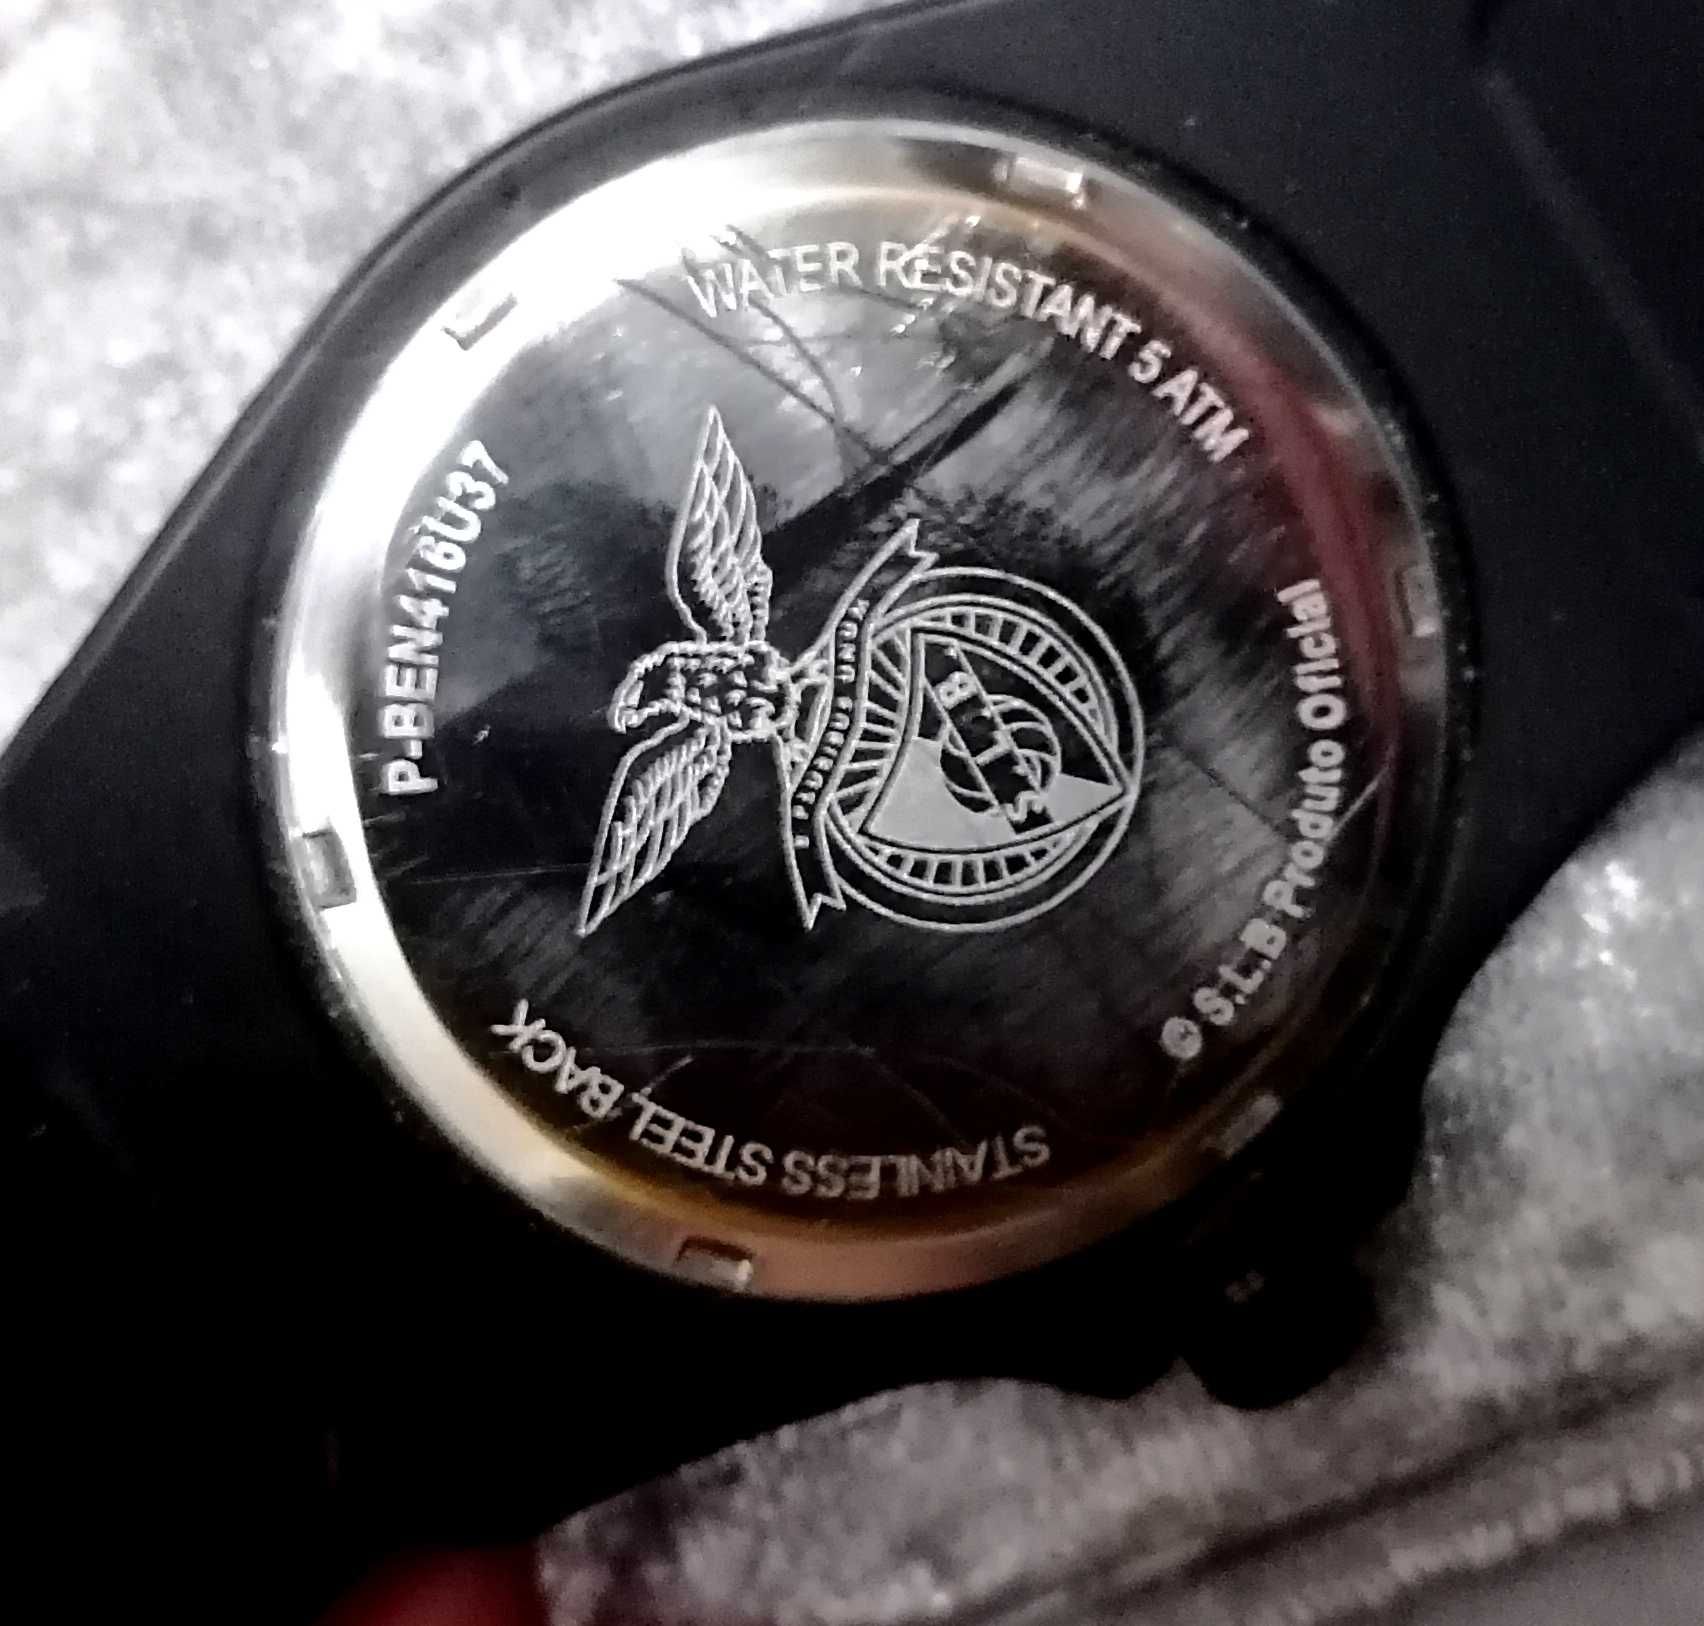 WATER RESISTANT 5 ATM
© S.L.B Produto Oficial
STAINLESS STEEL BACK
P-BEN416U37
E PLURIBUS UNUM
S.L.B.